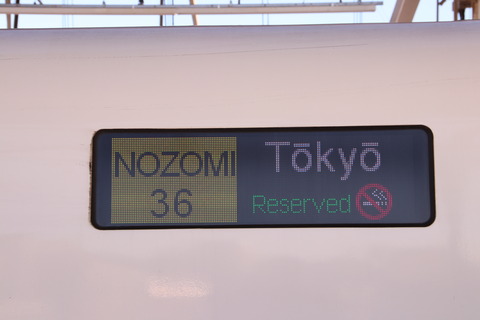 NOZOMI
36
Tōkyō
Reserved